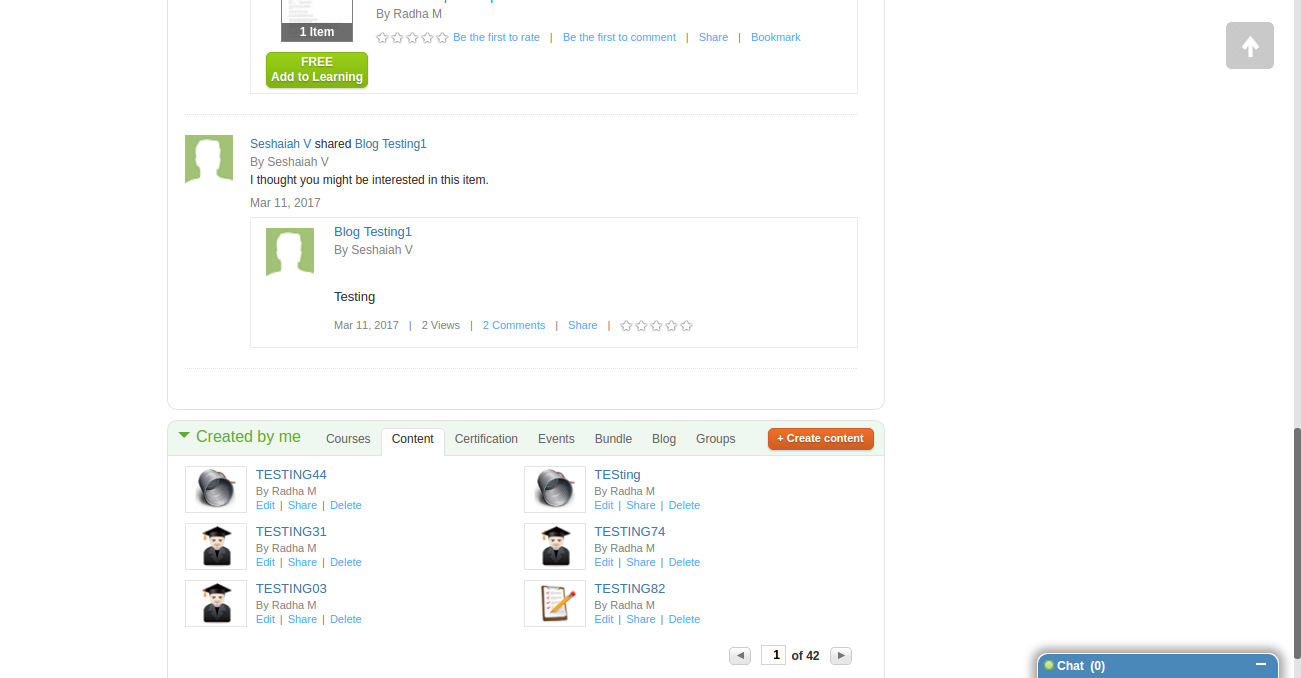 By Radha M
1 Item
Be the first to rate | Be the first to comment | Share | Bookmark
FREE
Add to Learning
Seshaiah V shared Blog Testing1
By Seshaiah V
I thought you might be interested in this item.
Mar 11, 2017
Blog Testing1
By Seshaiah V
Testing
Mar 11, 2017 | 2 Views | 2 Comments | Share |
Created by me Courses Content Certification Events Bundle Blog Groups + Create content
TESTING44
By Radha M
Edit | Share | Delete
TESting
By Radha M
Edit | Share | Delete
TESTING31
By Radha M
Edit | Share | Delete
TESTING74
By Radha M
Edit | Share | Delete
TESTING03
By Radha M
Edit | Share | Delete
TESTING82
By Radha M
Edit | Share | Delete
1 of 42
Chat (0)